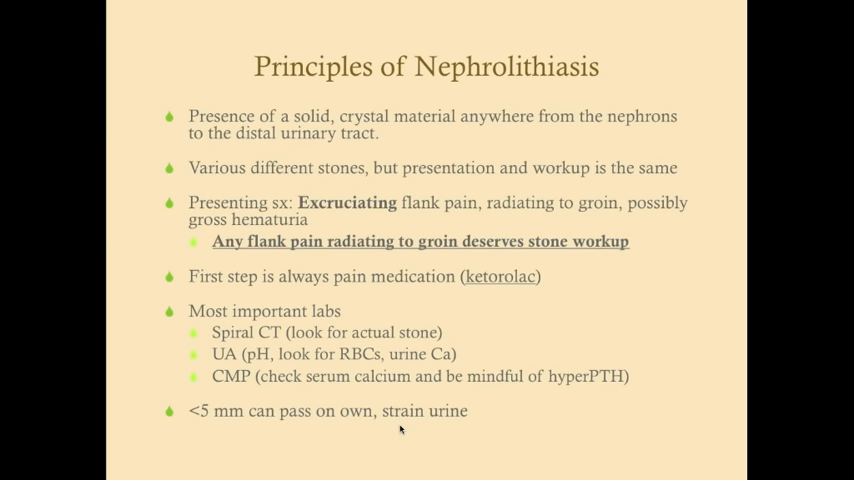 Principles of Nephrolithiasis
Presence of a solid, crystal material anywhere from the nephrons
to the distal urinary tract.
Various different stones, but presentation and workup is the same
Presenting sx: Excruciating flank pain, radiating to groin, possibly
gross hematuria
Any flank pain radiating to groin deserves stone workup
First step is always pain medication (ketorolac)
Most important labs
Spiral CT (look for actual stone)
UA (pH, look for RBCs, urine Ca)
CMP (check serum calcium and be mindful of hyperPTH)
<5 mm can pass on own, strain urine